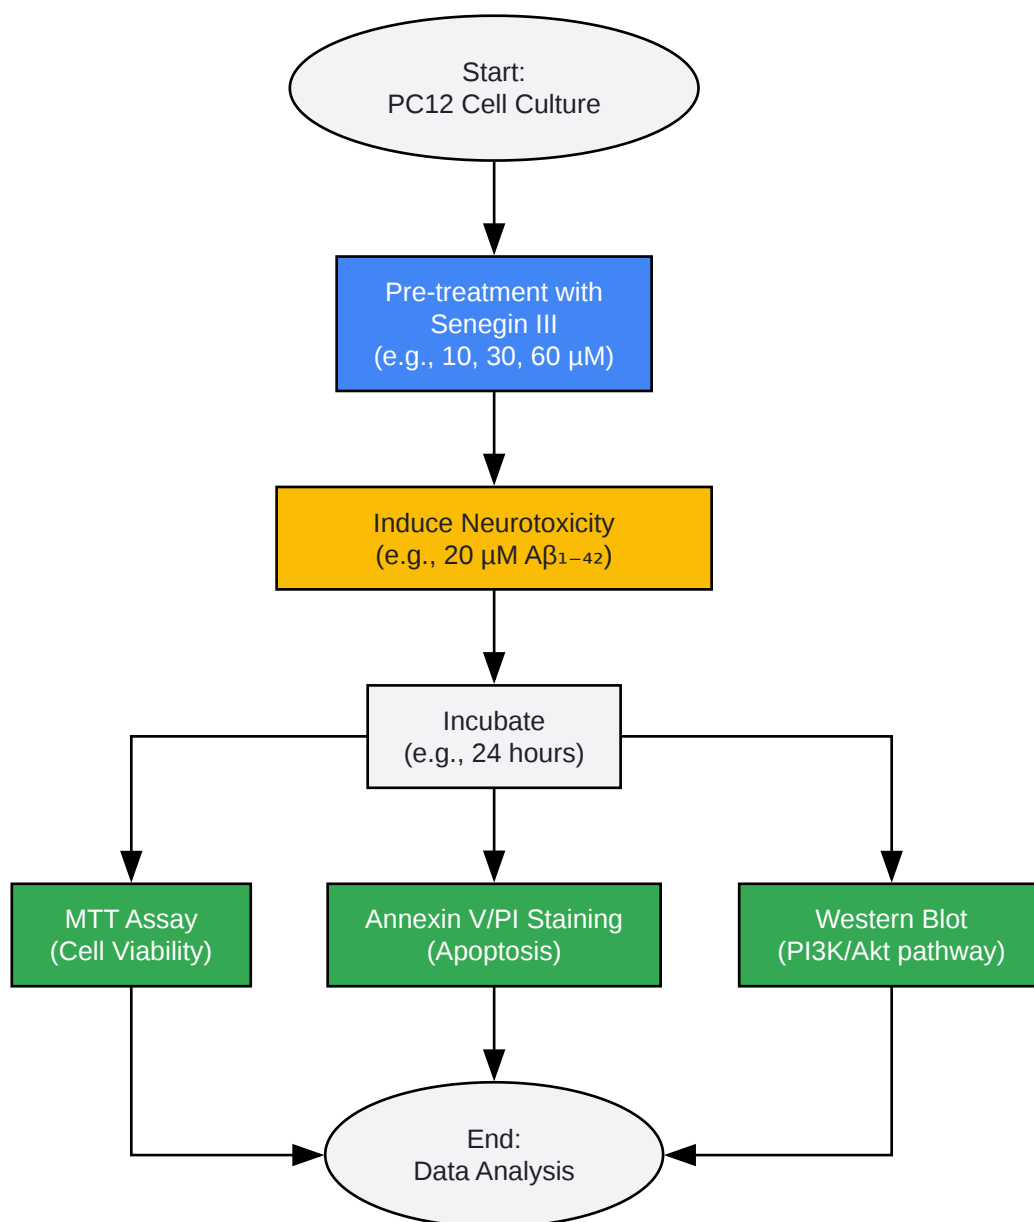 Start:
PC12 Cell Culture
Pre-treatment with
Senegin III
(e.g., 10, 30, 60 µM)
Induce Neurotoxicity
(e.g., 20 µM Aβ₁₋₄₂)
Incubate
(e.g., 24 hours)
MTT Assay
(Cell Viability)
Annexin V/PI Staining
(Apoptosis)
Western Blot
(PI3K/Akt pathway)
End:
Data Analysis